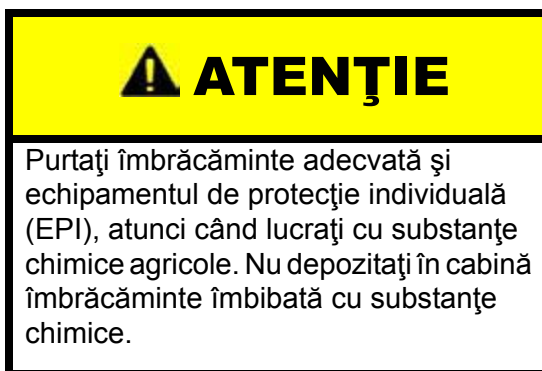 ATENŢIE
Purtaţi îmbrăcăminte adecvată şi
echipamentul de protecţie individuală
(EPI), atunci când lucraţi cu substanţe
chimice agricole. Nu depozitaţi în cabină
îmbrăcăminte îmbibată cu substanţe
chimice.